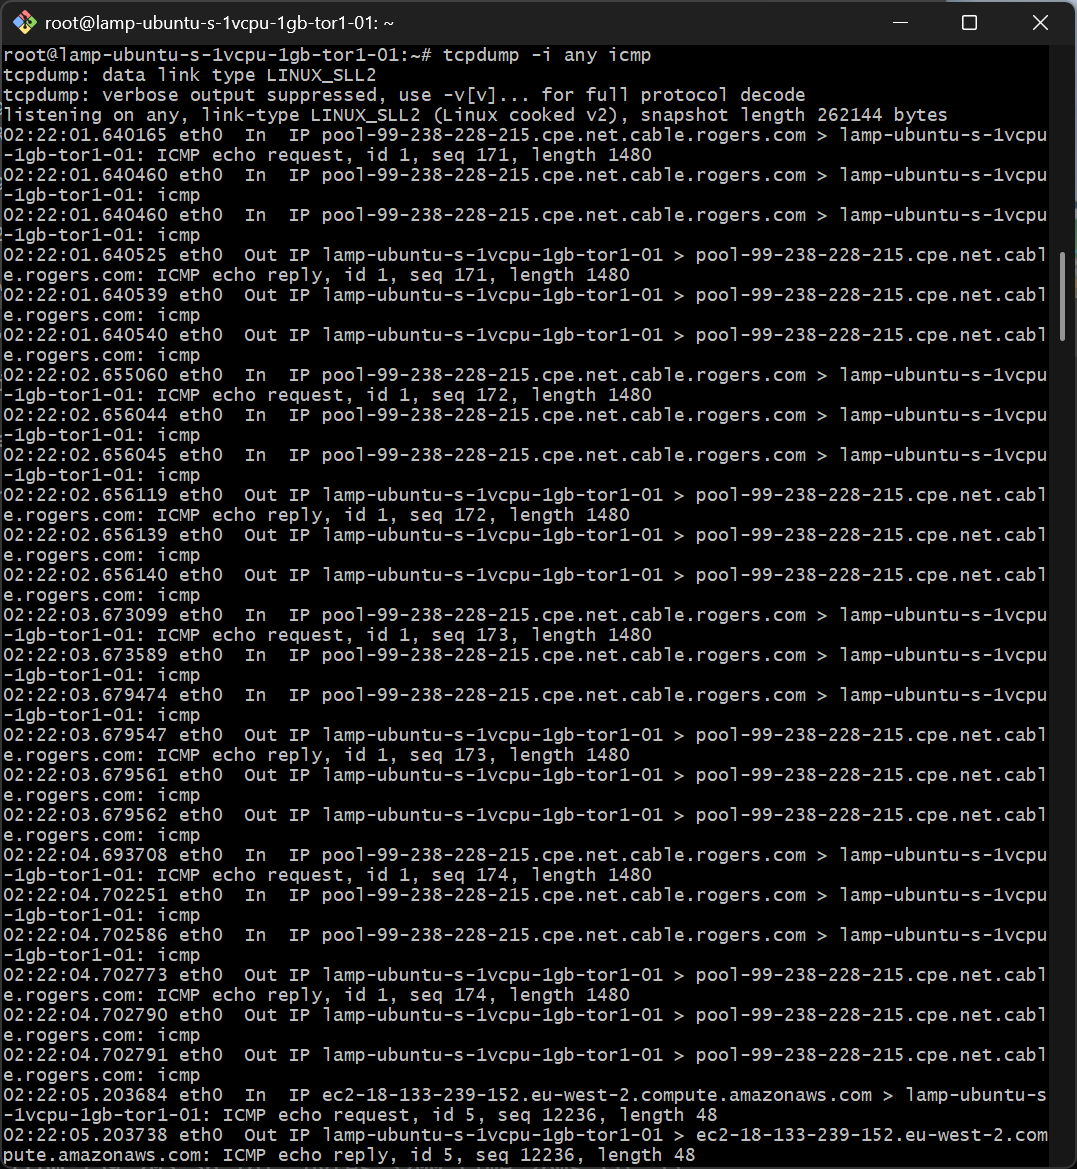 root@lamp-ubuntu-s-1vcpu-1gb-tor1-01: ~
root@lamp-ubuntu-s-1vcpu-1gb-tor1-01:~# tcpdump -i any icmp
tcpdump: data link type LINUX_SLL2
tcpdump: verbose output suppressed, use -v[v]... for full protocol decode
listening on any, link-type LINUX_SLL2 (Linux cooked v2), snapshot length 262144 bytes
02:22:01.640165 eth0  In  IP pool-99-238-228-215.cpe.net.cable.rogers.com > lamp-ubuntu-s-1vcpu
-1gb-tor1-01: ICMP echo request, id 1, seq 171, length 1480
02:22:01.640460 eth0  In  IP pool-99-238-228-215.cpe.net.cable.rogers.com > lamp-ubuntu-s-1vcpu
-1gb-tor1-01: icmp
02:22:01.640460 eth0  In  IP pool-99-238-228-215.cpe.net.cable.rogers.com > lamp-ubuntu-s-1vcpu
-1gb-tor1-01: icmp
02:22:01.640525 eth0  Out IP lamp-ubuntu-s-1vcpu-1gb-tor1-01 > pool-99-238-228-215.cpe.net.cabl
e.rogers.com: ICMP echo reply, id 1, seq 171, length 1480
02:22:01.640539 eth0  Out IP lamp-ubuntu-s-1vcpu-1gb-tor1-01 > pool-99-238-228-215.cpe.net.cabl
e.rogers.com: icmp
02:22:01.640540 eth0  Out IP lamp-ubuntu-s-1vcpu-1gb-tor1-01 > pool-99-238-228-215.cpe.net.cabl
e.rogers.com: icmp
02:22:02.655060 eth0  In  IP pool-99-238-228-215.cpe.net.cable.rogers.com > lamp-ubuntu-s-1vcpu
-1gb-tor1-01: ICMP echo request, id 1, seq 172, length 1480
02:22:02.656044 eth0  In  IP pool-99-238-228-215.cpe.net.cable.rogers.com > lamp-ubuntu-s-1vcpu
-1gb-tor1-01: icmp
02:22:02.656045 eth0  In  IP pool-99-238-228-215.cpe.net.cable.rogers.com > lamp-ubuntu-s-1vcpu
-1gb-tor1-01: icmp
02:22:02.656119 eth0  Out IP lamp-ubuntu-s-1vcpu-1gb-tor1-01 > pool-99-238-228-215.cpe.net.cabl
e.rogers.com: ICMP echo reply, id 1, seq 172, length 1480
02:22:02.656139 eth0  Out IP lamp-ubuntu-s-1vcpu-1gb-tor1-01 > pool-99-238-228-215.cpe.net.cabl
e.rogers.com: icmp
02:22:02.656140 eth0  Out IP lamp-ubuntu-s-1vcpu-1gb-tor1-01 > pool-99-238-228-215.cpe.net.cabl
e.rogers.com: icmp
02:22:03.673099 eth0  In  IP pool-99-238-228-215.cpe.net.cable.rogers.com > lamp-ubuntu-s-1vcpu
-1gb-tor1-01: ICMP echo request, id 1, seq 173, length 1480
02:22:03.673589 eth0  In  IP pool-99-238-228-215.cpe.net.cable.rogers.com > lamp-ubuntu-s-1vcpu
-1gb-tor1-01: icmp
02:22:03.679474 eth0  In  IP pool-99-238-228-215.cpe.net.cable.rogers.com > lamp-ubuntu-s-1vcpu
-1gb-tor1-01: icmp
02:22:03.679547 eth0  Out IP lamp-ubuntu-s-1vcpu-1gb-tor1-01 > pool-99-238-228-215.cpe.net.cabl
e.rogers.com: ICMP echo reply, id 1, seq 173, length 1480
02:22:03.679561 eth0  Out IP lamp-ubuntu-s-1vcpu-1gb-tor1-01 > pool-99-238-228-215.cpe.net.cabl
e.rogers.com: icmp
02:22:03.679562 eth0  Out IP lamp-ubuntu-s-1vcpu-1gb-tor1-01 > pool-99-238-228-215.cpe.net.cabl
e.rogers.com: icmp
02:22:04.693708 eth0  In  IP pool-99-238-228-215.cpe.net.cable.rogers.com > lamp-ubuntu-s-1vcpu
-1gb-tor1-01: ICMP echo request, id 1, seq 174, length 1480
02:22:04.702251 eth0  In  IP pool-99-238-228-215.cpe.net.cable.rogers.com > lamp-ubuntu-s-1vcpu
-1gb-tor1-01: icmp
02:22:04.702586 eth0  In  IP pool-99-238-228-215.cpe.net.cable.rogers.com > lamp-ubuntu-s-1vcpu
-1gb-tor1-01: icmp
02:22:04.702773 eth0  Out IP lamp-ubuntu-s-1vcpu-1gb-tor1-01 > pool-99-238-228-215.cpe.net.cabl
e.rogers.com: ICMP echo reply, id 1, seq 174, length 1480
02:22:04.702790 eth0  Out IP lamp-ubuntu-s-1vcpu-1gb-tor1-01 > pool-99-238-228-215.cpe.net.cabl
e.rogers.com: icmp
02:22:04.702791 eth0  Out IP lamp-ubuntu-s-1vcpu-1gb-tor1-01 > pool-99-238-228-215.cpe.net.cabl
e.rogers.com: icmp
02:22:05.203684 eth0  In  IP ec2-18-133-239-152.eu-west-2.compute.amazonaws.com > lamp-ubuntu-s
-1vcpu-1gb-tor1-01: ICMP echo request, id 5, seq 12236, length 48
02:22:05.203738 eth0  Out IP lamp-ubuntu-s-1vcpu-1gb-tor1-01 > ec2-18-133-239-152.eu-west-2.com
pute.amazonaws.com: ICMP echo reply, id 5, seq 12236, length 48